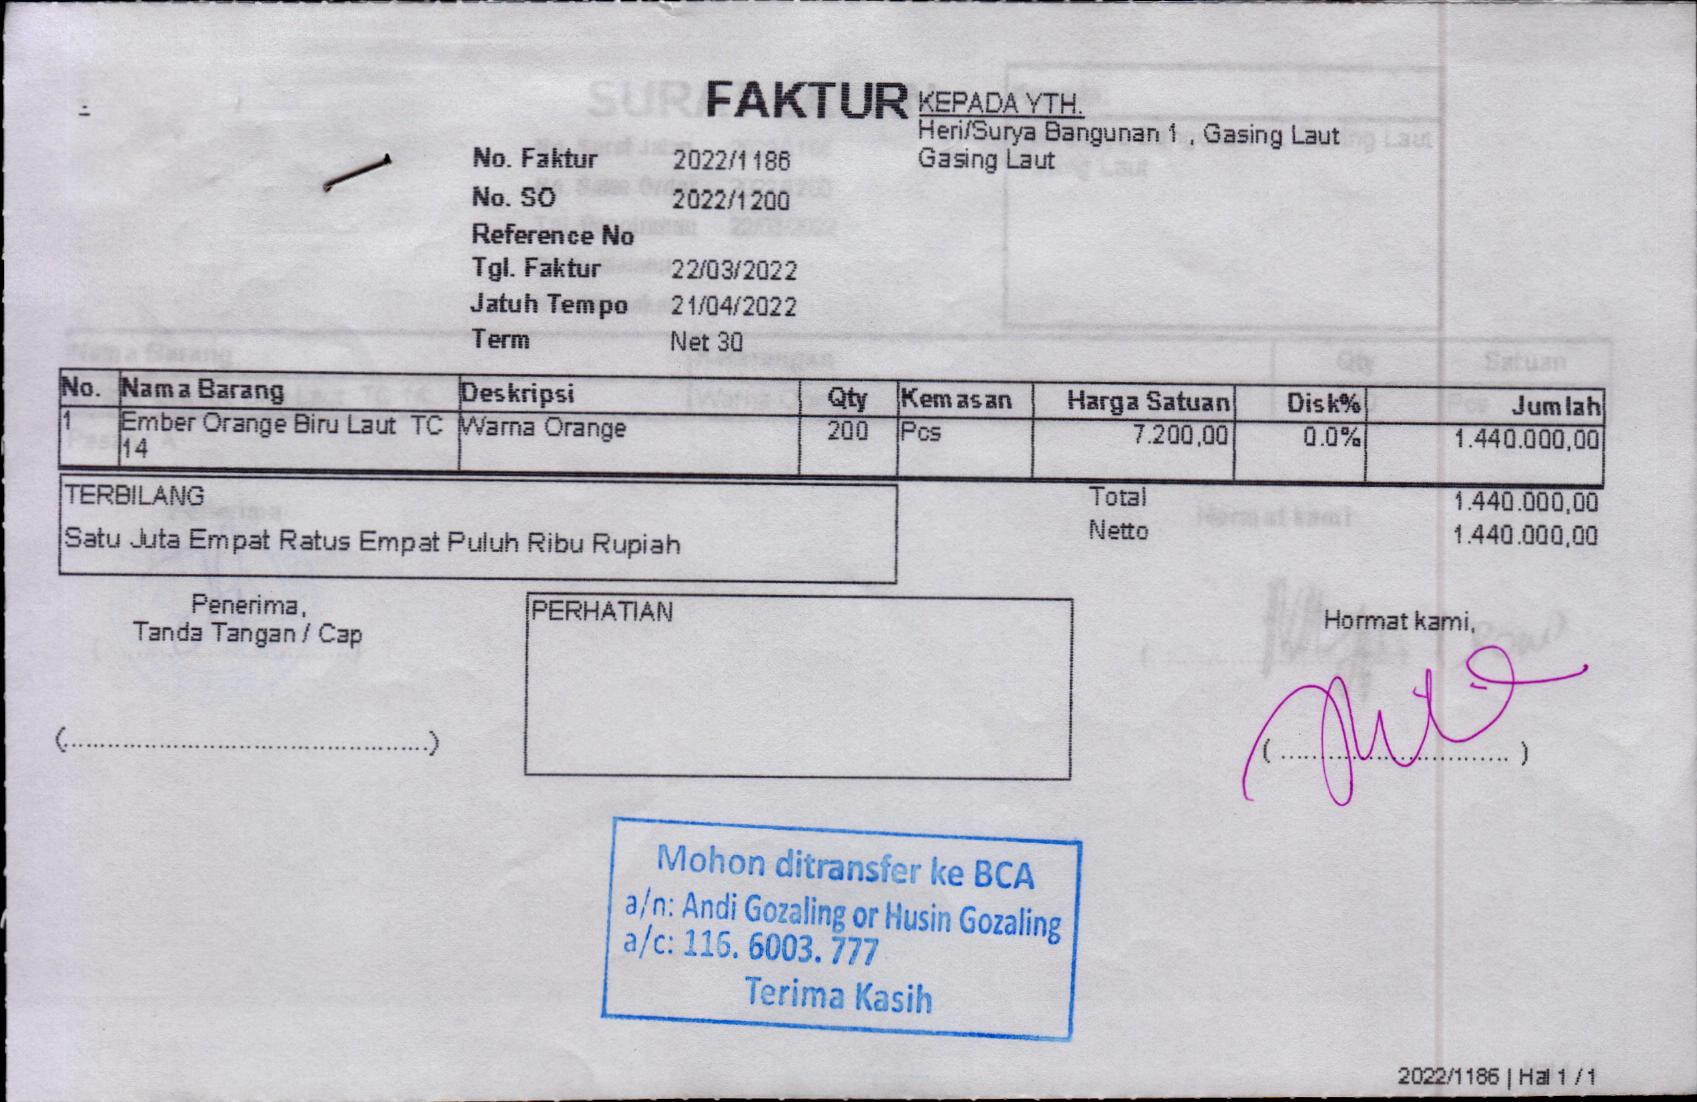 FAKTUR
KEPADA YTH.
Heri/Surya Bangunan 1 , Gasing Laut
Gasing Laut
No. Faktur 2022/1186
No. SO 2022/1200
Reference No
Tgl. Faktur 22/03/2022
Jatuh Tempo 21/04/2022
Term Net 30
No. Nama Barang Deskripsi Qty Kemasan Harga Satuan Disk% Jumlah
1 Ember Orange Biru Laut TC Warna Orange 200 Pcs 7.200,00 0.0% 1.440.000,00
14
TERBILANG
Satu Juta Empat Ratus Empat Puluh Ribu Rupiah
Total 1.440.000,00
Netto 1.440.000,00
Penerima,
Tanda Tangan / Cap
(............................................)
PERHATIAN
Hormat kami,
( ............................ )
Mohon ditransfer ke BCA
a/n: Andi Gozaling or Husin Gozaling
a/c: 116. 6003. 777
Terima Kasih
2022/1186 | Hal 1 / 1